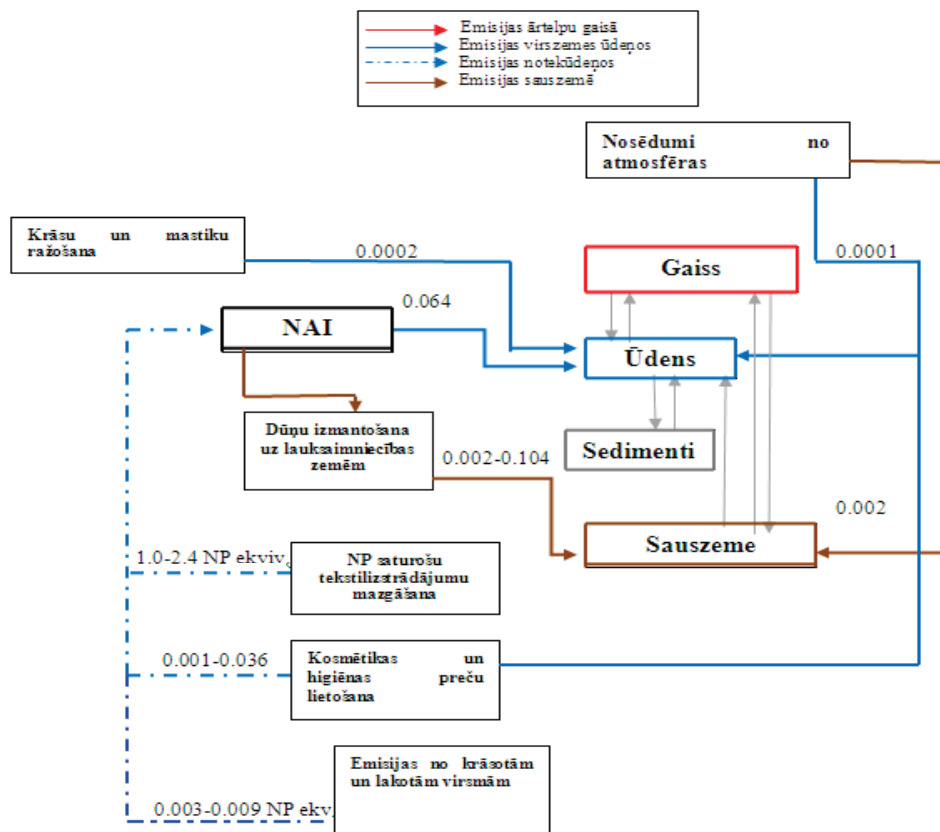 Emisijas ārtelpu gaisā
Emisijas virszemes ūdeņos
Emisijas notekūdeņos
Emisijas sauszemē
Nosēdumi no
atmosfēras
Krāsu un mastiku
ražošana
0.0002
0.0001
Gaiss
0.064
NAI
Ūdens
Dūņu izmantošana
uz lauksaimniecības
zemēm
Sedimenti
0.002-0.104
0.002
Sauszeme
1.0-2.4 NP ekviv.
NP saturošu
tekstilizstrādājumu
mazgāšana
0.001-0.036
Kosmētikas un
higiēnas preču
lietošana
Emisijas no krāsotām
un lakotām virsmām
0.003-0.009 NP ekv.